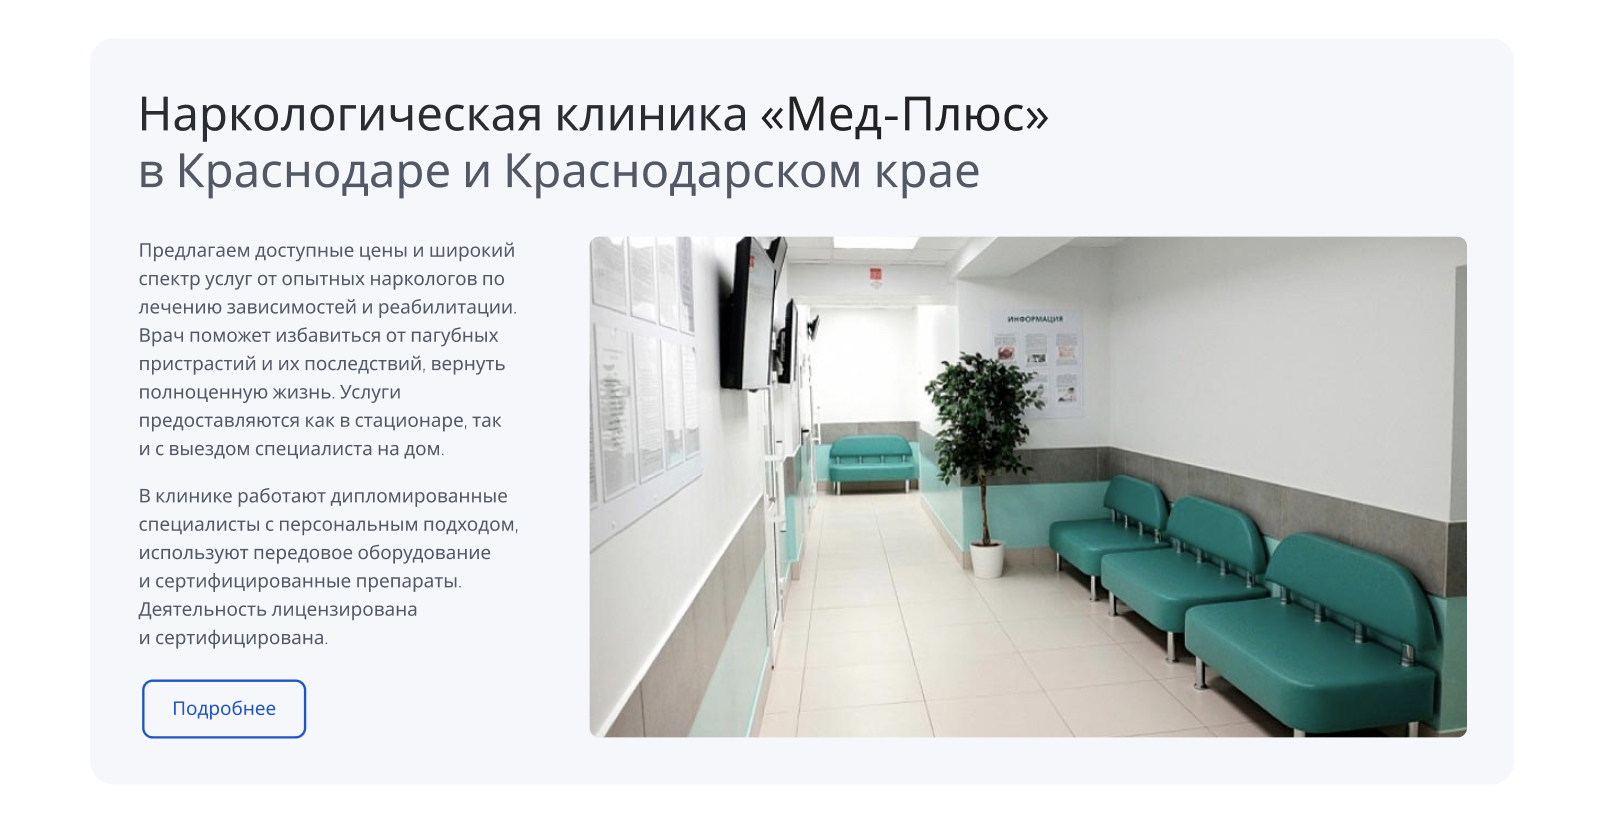 Наркологическая клиника «Мед-Плюс»
в Краснодаре и Краснодарском крае
Предлагаем доступные цены и широкий
спектр услуг от опытных наркологов по
лечению зависимостей и реабилитации.
Врач поможет избавиться от пагубных
пристрастий и их последствий, вернуть
полноценную жизнь. Услуги
предоставляются как в стационаре, так
и с выездом специалиста на дом.
В клинике работают дипломированные
специалисты с персональным подходом,
используют передовое оборудование
и сертифицированные препараты.
Деятельность лицензирована
и сертифицирована.
Подробнее
ИНФОРМАЦИЯ